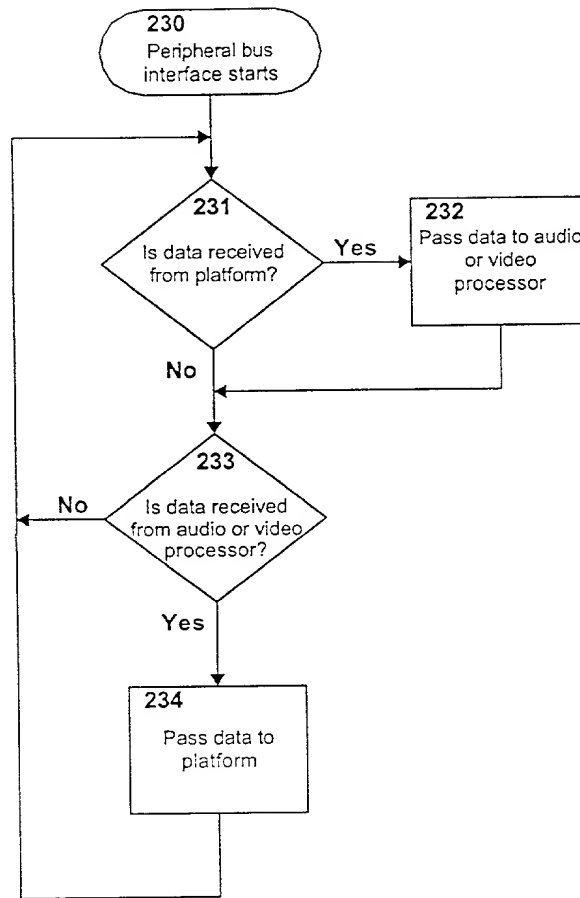 230
Peripheral bus
interface starts
231
Is data received
from platform?
Yes
232
Pass data to audio
or video
processor
No
233
Is data received
from audio or video
processor?
No
Yes
234
Pass data to
platform